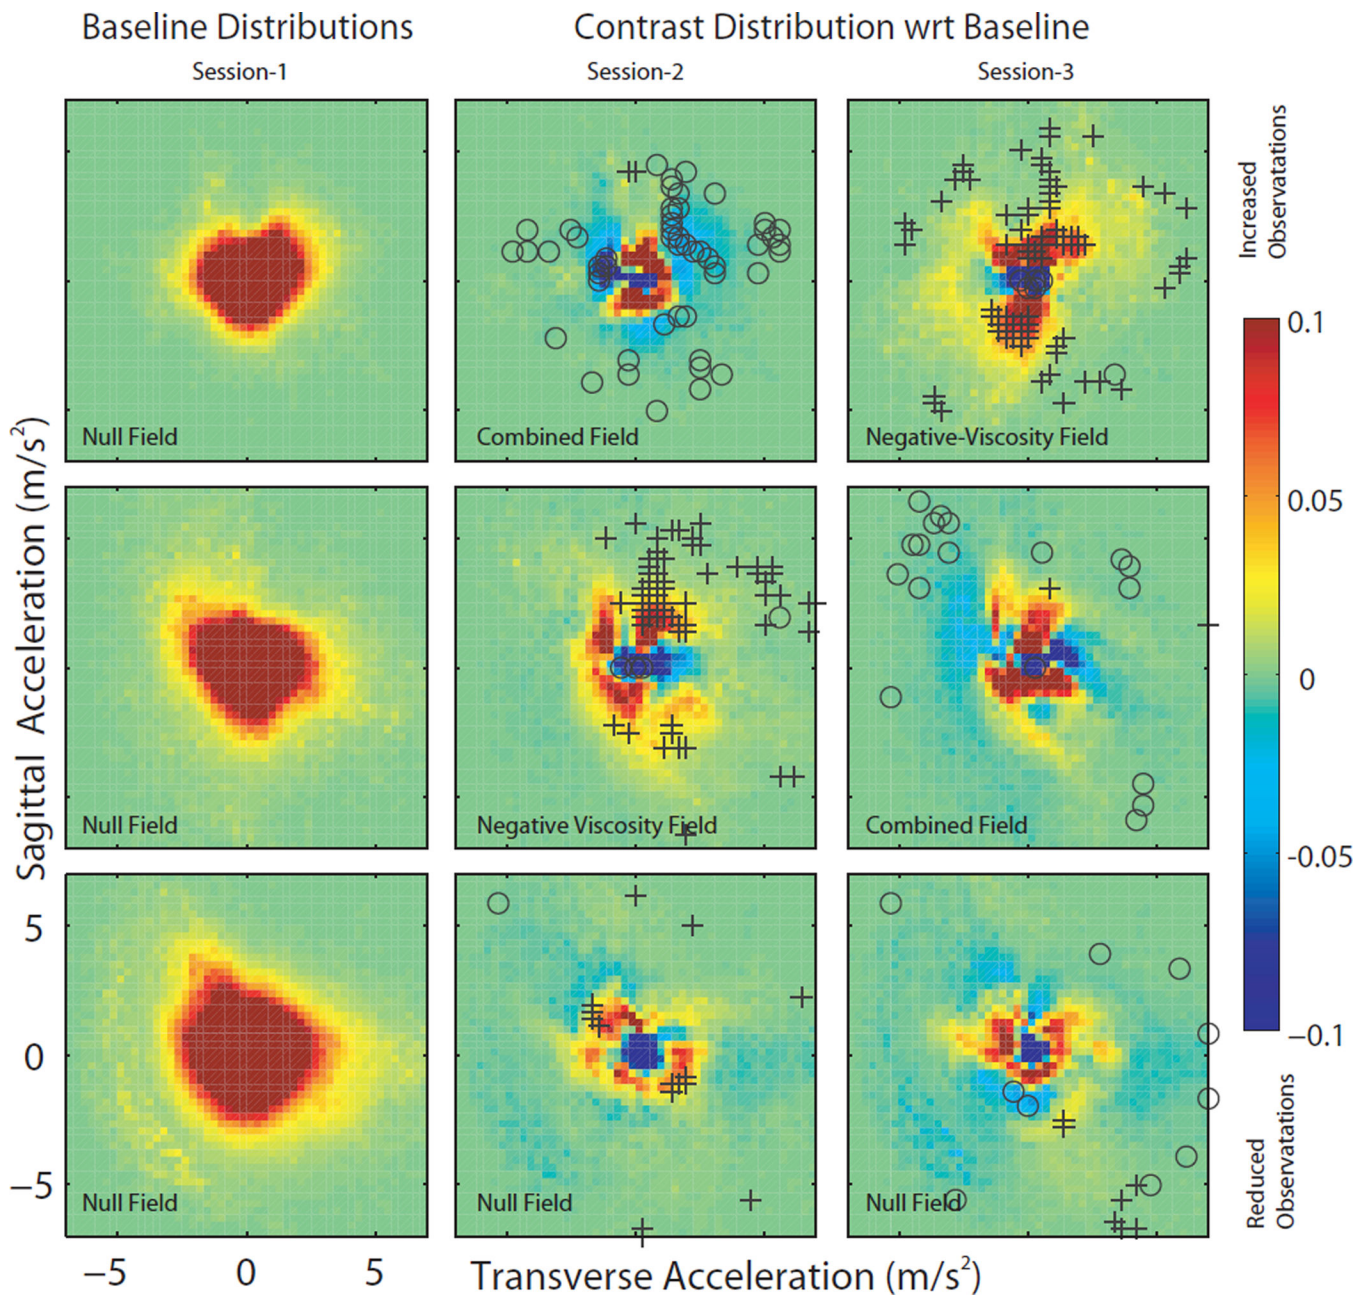 Baseline Distributions
Contrast Distribution wrt Baseline
Session-1
Session-2
Session-3
Null Field
Combined Field
Negative-Viscosity Field
Null Field
Negative Viscosity Field
Combined Field
Null Field
Null Field
Null Field
Sagittal Acceleration (m/s²)
5
0
−5
−5
0
5
Transverse Acceleration (m/s²)
Increased
Observations
0.1
0.05
0
-0.05
−0.1
Reduced
Observatations